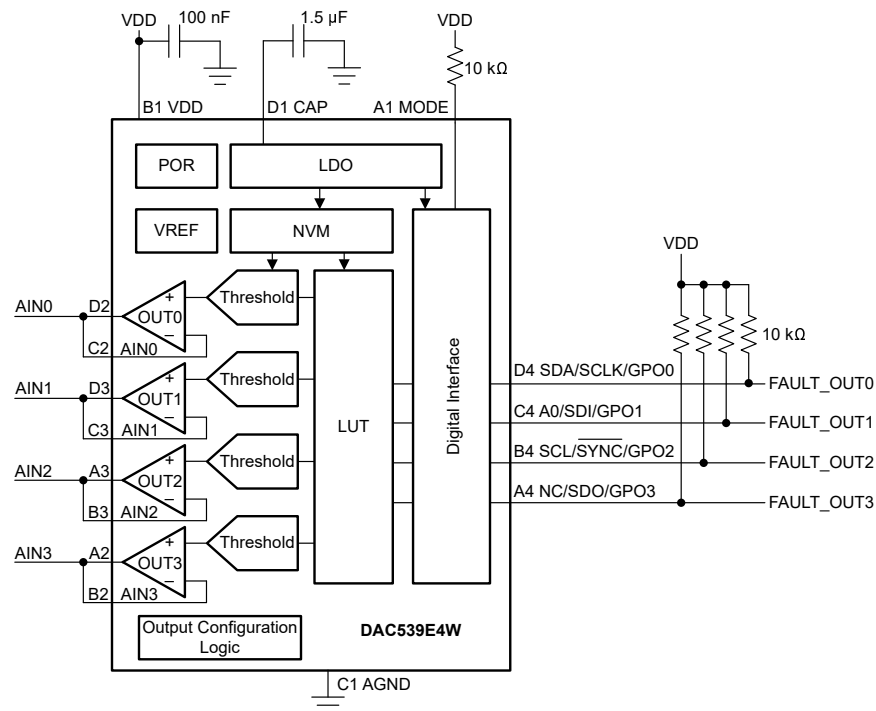 VDD
100 nF
1.5 µF
VDD
10 kΩ
B1 VDD
D1 CAP
A1 MODE
POR
LDO
VREF
NVM
VDD
AIN0
D2
+
OUT0
–
Threshold
C2
AIN0
10 kΩ
AIN1
D3
+
OUT1
–
Threshold
C3
AIN1
LUT
Digital Interface
D4 SDA/SCLK/GPO0
FAULT_OUT0
C4 A0/SDI/GPO1
FAULT_OUT1
AIN2
A3
+
OUT2
–
Threshold
B3
AIN2
B4 SCL/SYNC/GPO2
FAULT_OUT2
A4 NC/SDO/GPO3
FAULT_OUT3
AIN3
A2
+
OUT3
–
Threshold
B2
AIN3
Output Configuration
Logic
DAC539E4W
C1 AGND